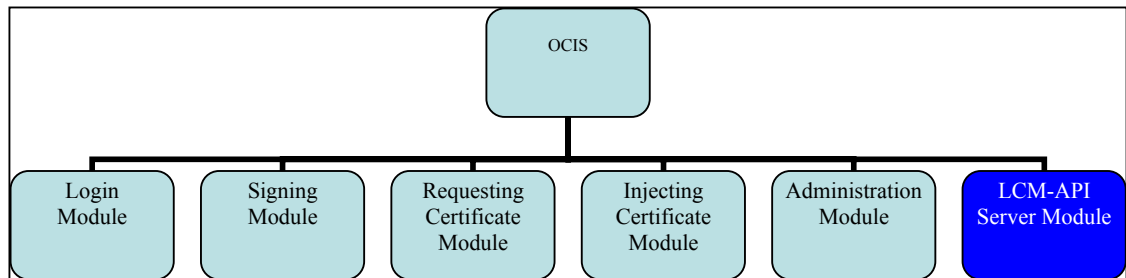 OCIS
Login
Module
Signing
Module
Requesting
Certificate
Module
Injecting
Certificate
Module
Administration
Module
LCM-API
Server Module